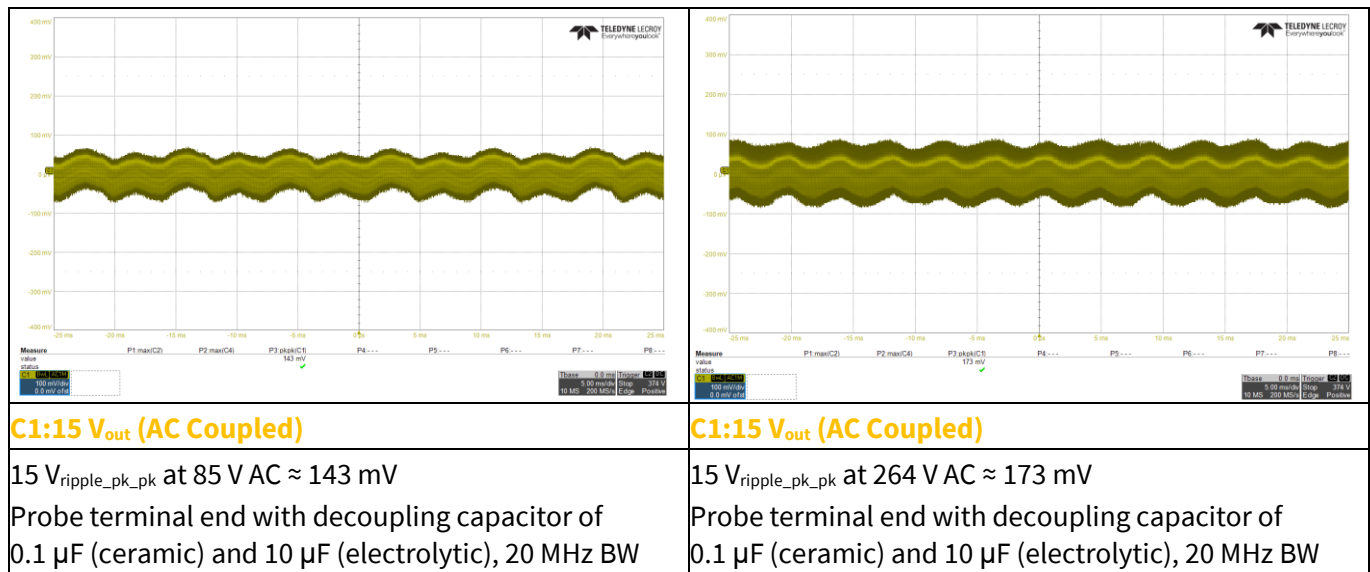 400 mV
TELEDYNE LECROY
Everywhereyoulook
300 mV
200 mV
100 mV
-100 mV
-200 mV
-300 mV
-400 mV
-25 ms -20 ms -15 ms -10 ms -5 ms 0 µs 5 ms 10 ms 15 ms 20 ms 25 ms
Measure P1:max(C2) P2:max(C4) P3:pkpk(C1) P4:- - - P5:- - - P6:- - - P7:- - - P8:- - -
value 143 mV
status
C1
100 mV/div
0.0 mV ofst
Tbase 0.0 ms Trigger C2 DC
5.00 ms/div Stop 374 V
10 MS 200 MS/s Edge Positive
400 mV
TELEDYNE LECROY
Everywhereyoulook
300 mV
200 mV
100 mV
-100 mV
-200 mV
-300 mV
-400 mV
-25 ms -20 ms -15 ms -10 ms -5 ms 0 µs 5 ms 10 ms 15 ms 20 ms 25 ms
Measure P1:max(C2) P2:max(C4) P3:pkpk(C1) P4:- - - P5:- - - P6:- - - P7:- - - P8:- - -
value 173 mV
status
C1
100 mV/div
0.0 mV ofst
Tbase 0.0 ms Trigger C2 DC
5.00 ms/div Stop 374 V
10 MS 200 MS/s Edge Positive
C1:15 Vout (AC Coupled)
C1:15 Vout (AC Coupled)
15 Vripple_pk_pk at 85 V AC ≈ 143 mV
Probe terminal end with decoupling capacitor of
0.1 µF (ceramic) and 10 µF (electrolytic), 20 MHz BW
15 Vripple_pk_pk at 264 V AC ≈ 173 mV
Probe terminal end with decoupling capacitor of
0.1 µF (ceramic) and 10 µF (electrolytic), 20 MHz BW